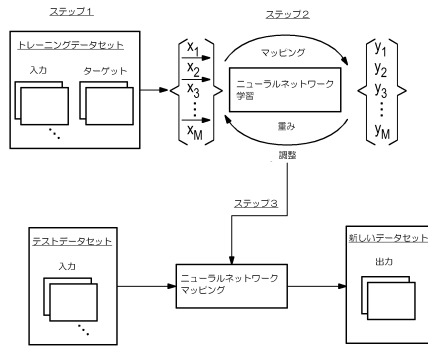 ステップ1
トレーニングデータセット
入力
ターゲット
x1
x2
x3
xM
ステップ2
マッピング
ニューラルネットワーク
学習
重み
調整
y1
y2
y3
yM
ステップ3
テストデータセット
入力
ニューラルネットワーク
マッピング
新しいデータセット
出力